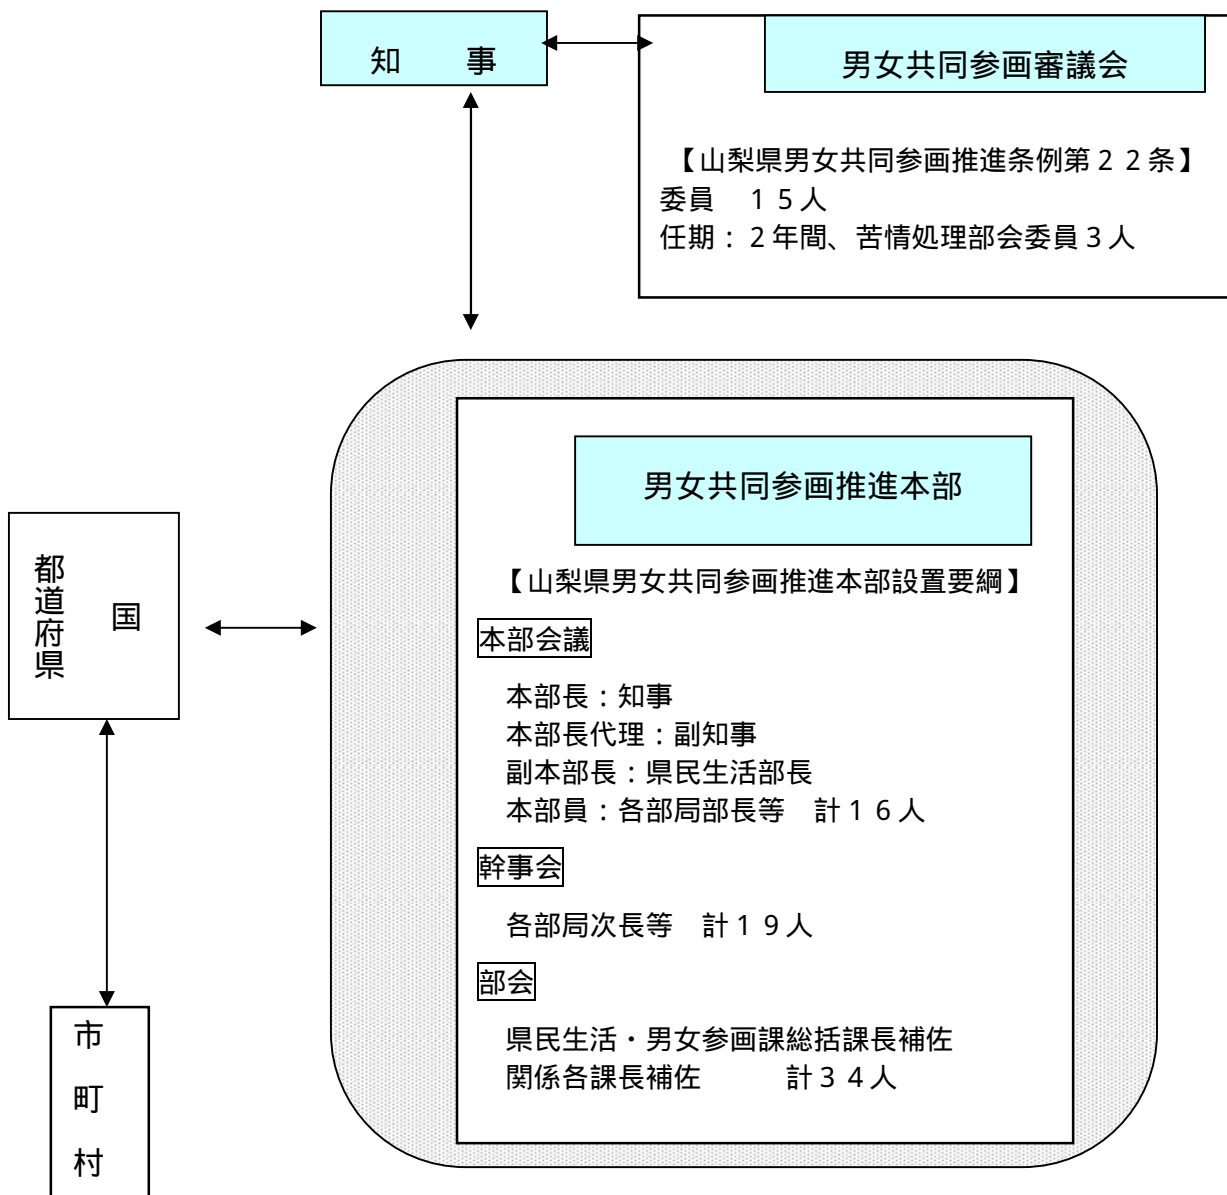 知　　事
男女共同参画審議会
【山梨県男女共同参画推進条例第２２条】
委員　１５人
任期：２年間、苦情処理部会委員３人
男女共同参画推進本部
【山梨県男女共同参画推進本部設置要綱】
本部会議
本部長：知事
本部長代理：副知事
副本部長：県民生活部長
本部員：各部局部長等　計１６人
幹事会
各部局次長等　計１９人
部会
県民生活・男女参画課総括課長補佐
関係各課長補佐　　　計３４人
国
都道府県
市町村